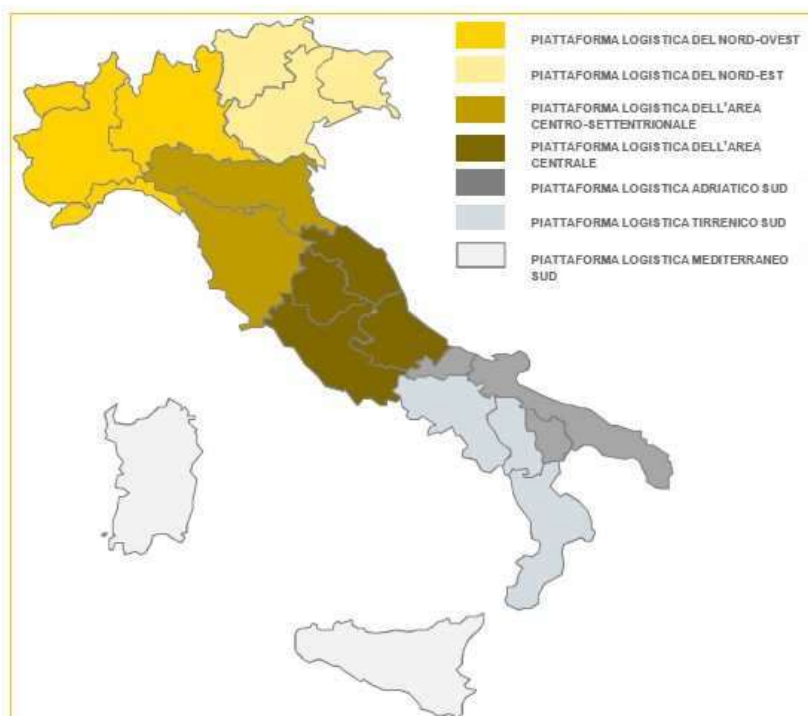 PIATTAFORMA LOGISTICA DEL NORD-OVEST
PIATTAFORMA LOGISTICA DEL NORD-EST
PIATTAFORMA LOGISTICA DELL'AREA
CENTRO-SETTENTRIONALE
PIATTAFORMA LOGISTICA DELL'AREA
CENTRALE
PIATTAFORMA LOGISTICA ADRIATICO SUD
PIATTAFORMA LOGISTICA TIRRENICO SUD
PIATTAFORMA LOGISTICA MEDITERRANEO
SUD